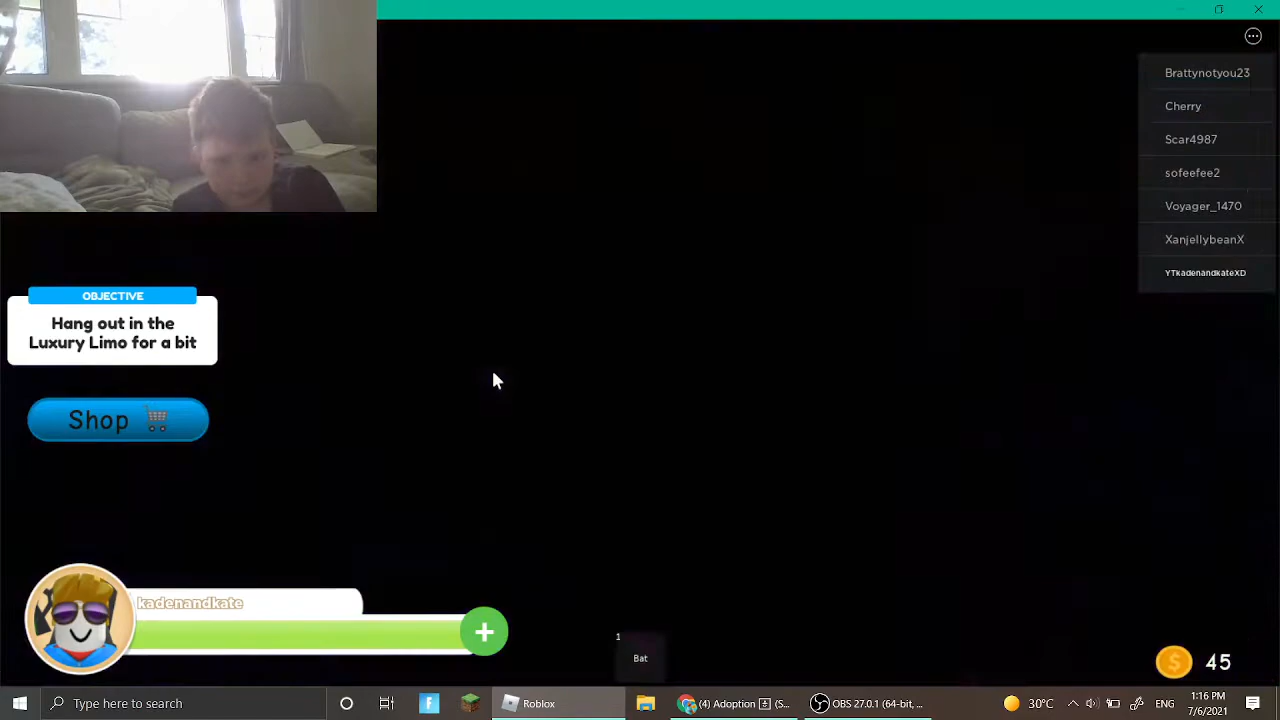 Brattynotyou23
Cherry
Scar4987
sofeefee2
Voyager_1470
XanjellybeanX
YTkadenandkateXD
OBJECTIVE
Hang out in the
Luxury Limo for a bit
Shop
kadenandkate
+
1
Bat
$
45
Type here to search
Roblox
(4) Adoption 👪 (S...
OBS 27.0.1 (64-bit,...
30°C
ENG
1:16 PM
7/6/2021